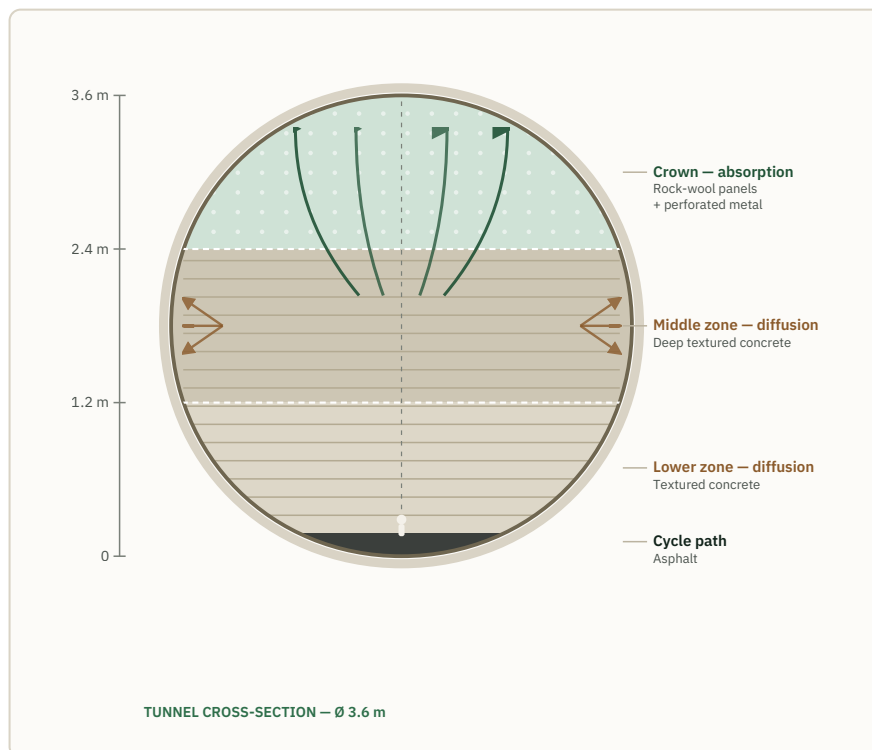 3.6 m
2.4 m
1.2 m
0
Crown — absorption
Rock-wool panels
+ perforated metal
Middle zone — diffusion
Deep textured concrete
Lower zone — diffusion
Textured concrete
Cycle path
Asphalt
TUNNEL CROSS-SECTION — Ø 3.6 m